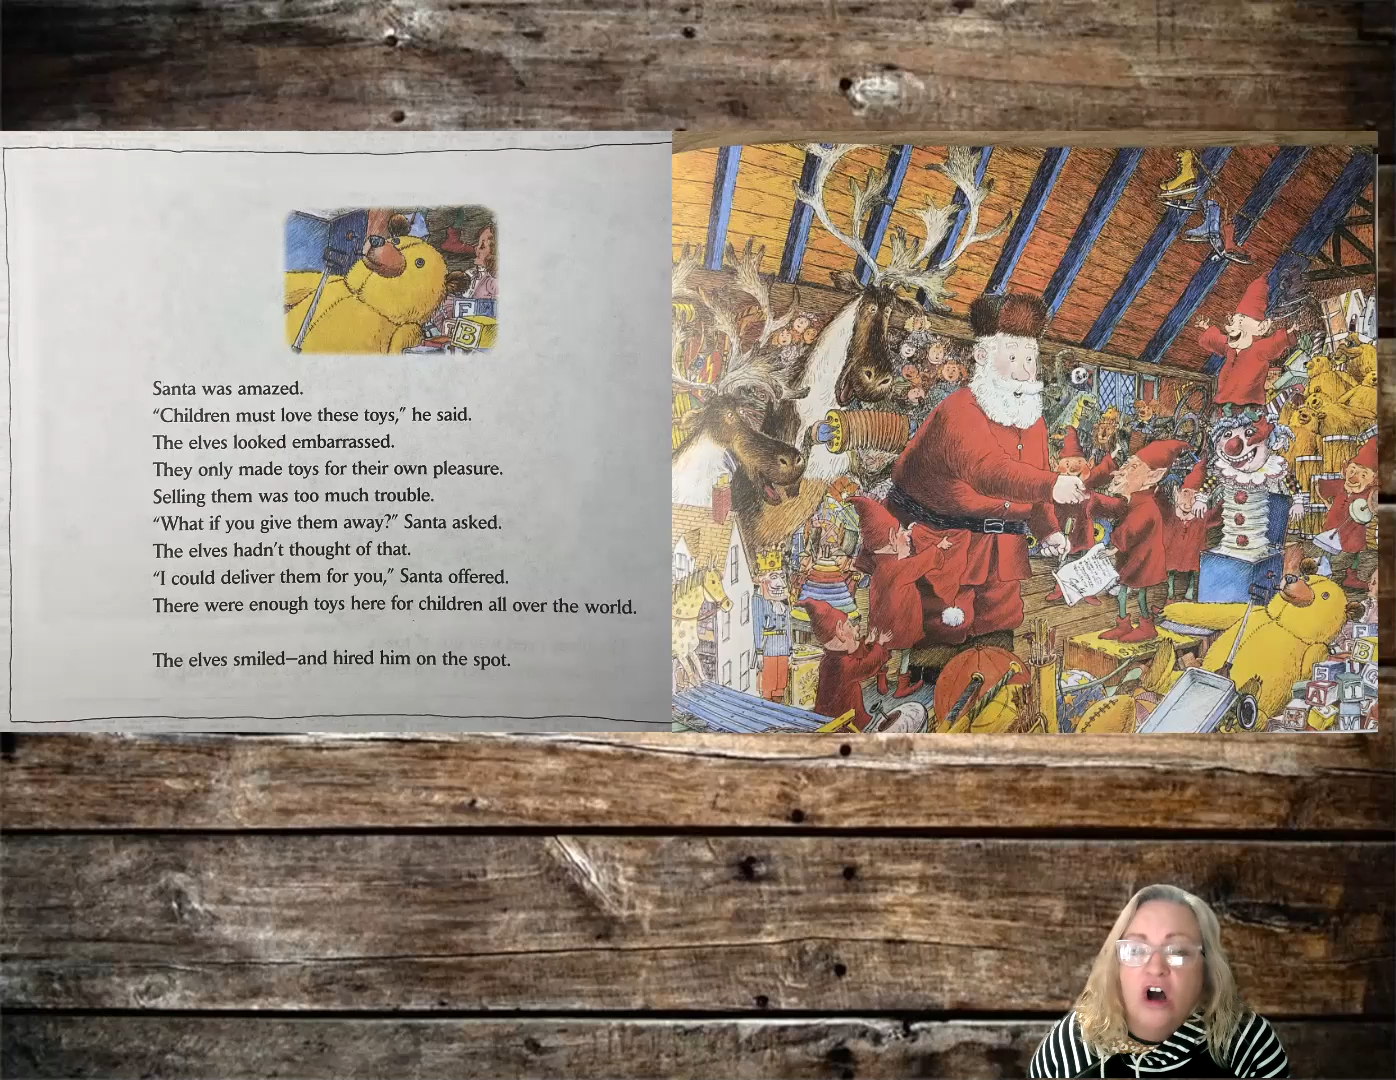 Santa was amazed.
“Children must love these toys,” he said.
The elves looked embarrassed.
They only made toys for their own pleasure.
Selling them was too much trouble.
“What if you give them away?” Santa asked.
The elves hadn’t thought of that.
“I could deliver them for you,” Santa offered.
There were enough toys here for children all over the world.
The elves smiled—and hired him on the spot.
F
B
F
B